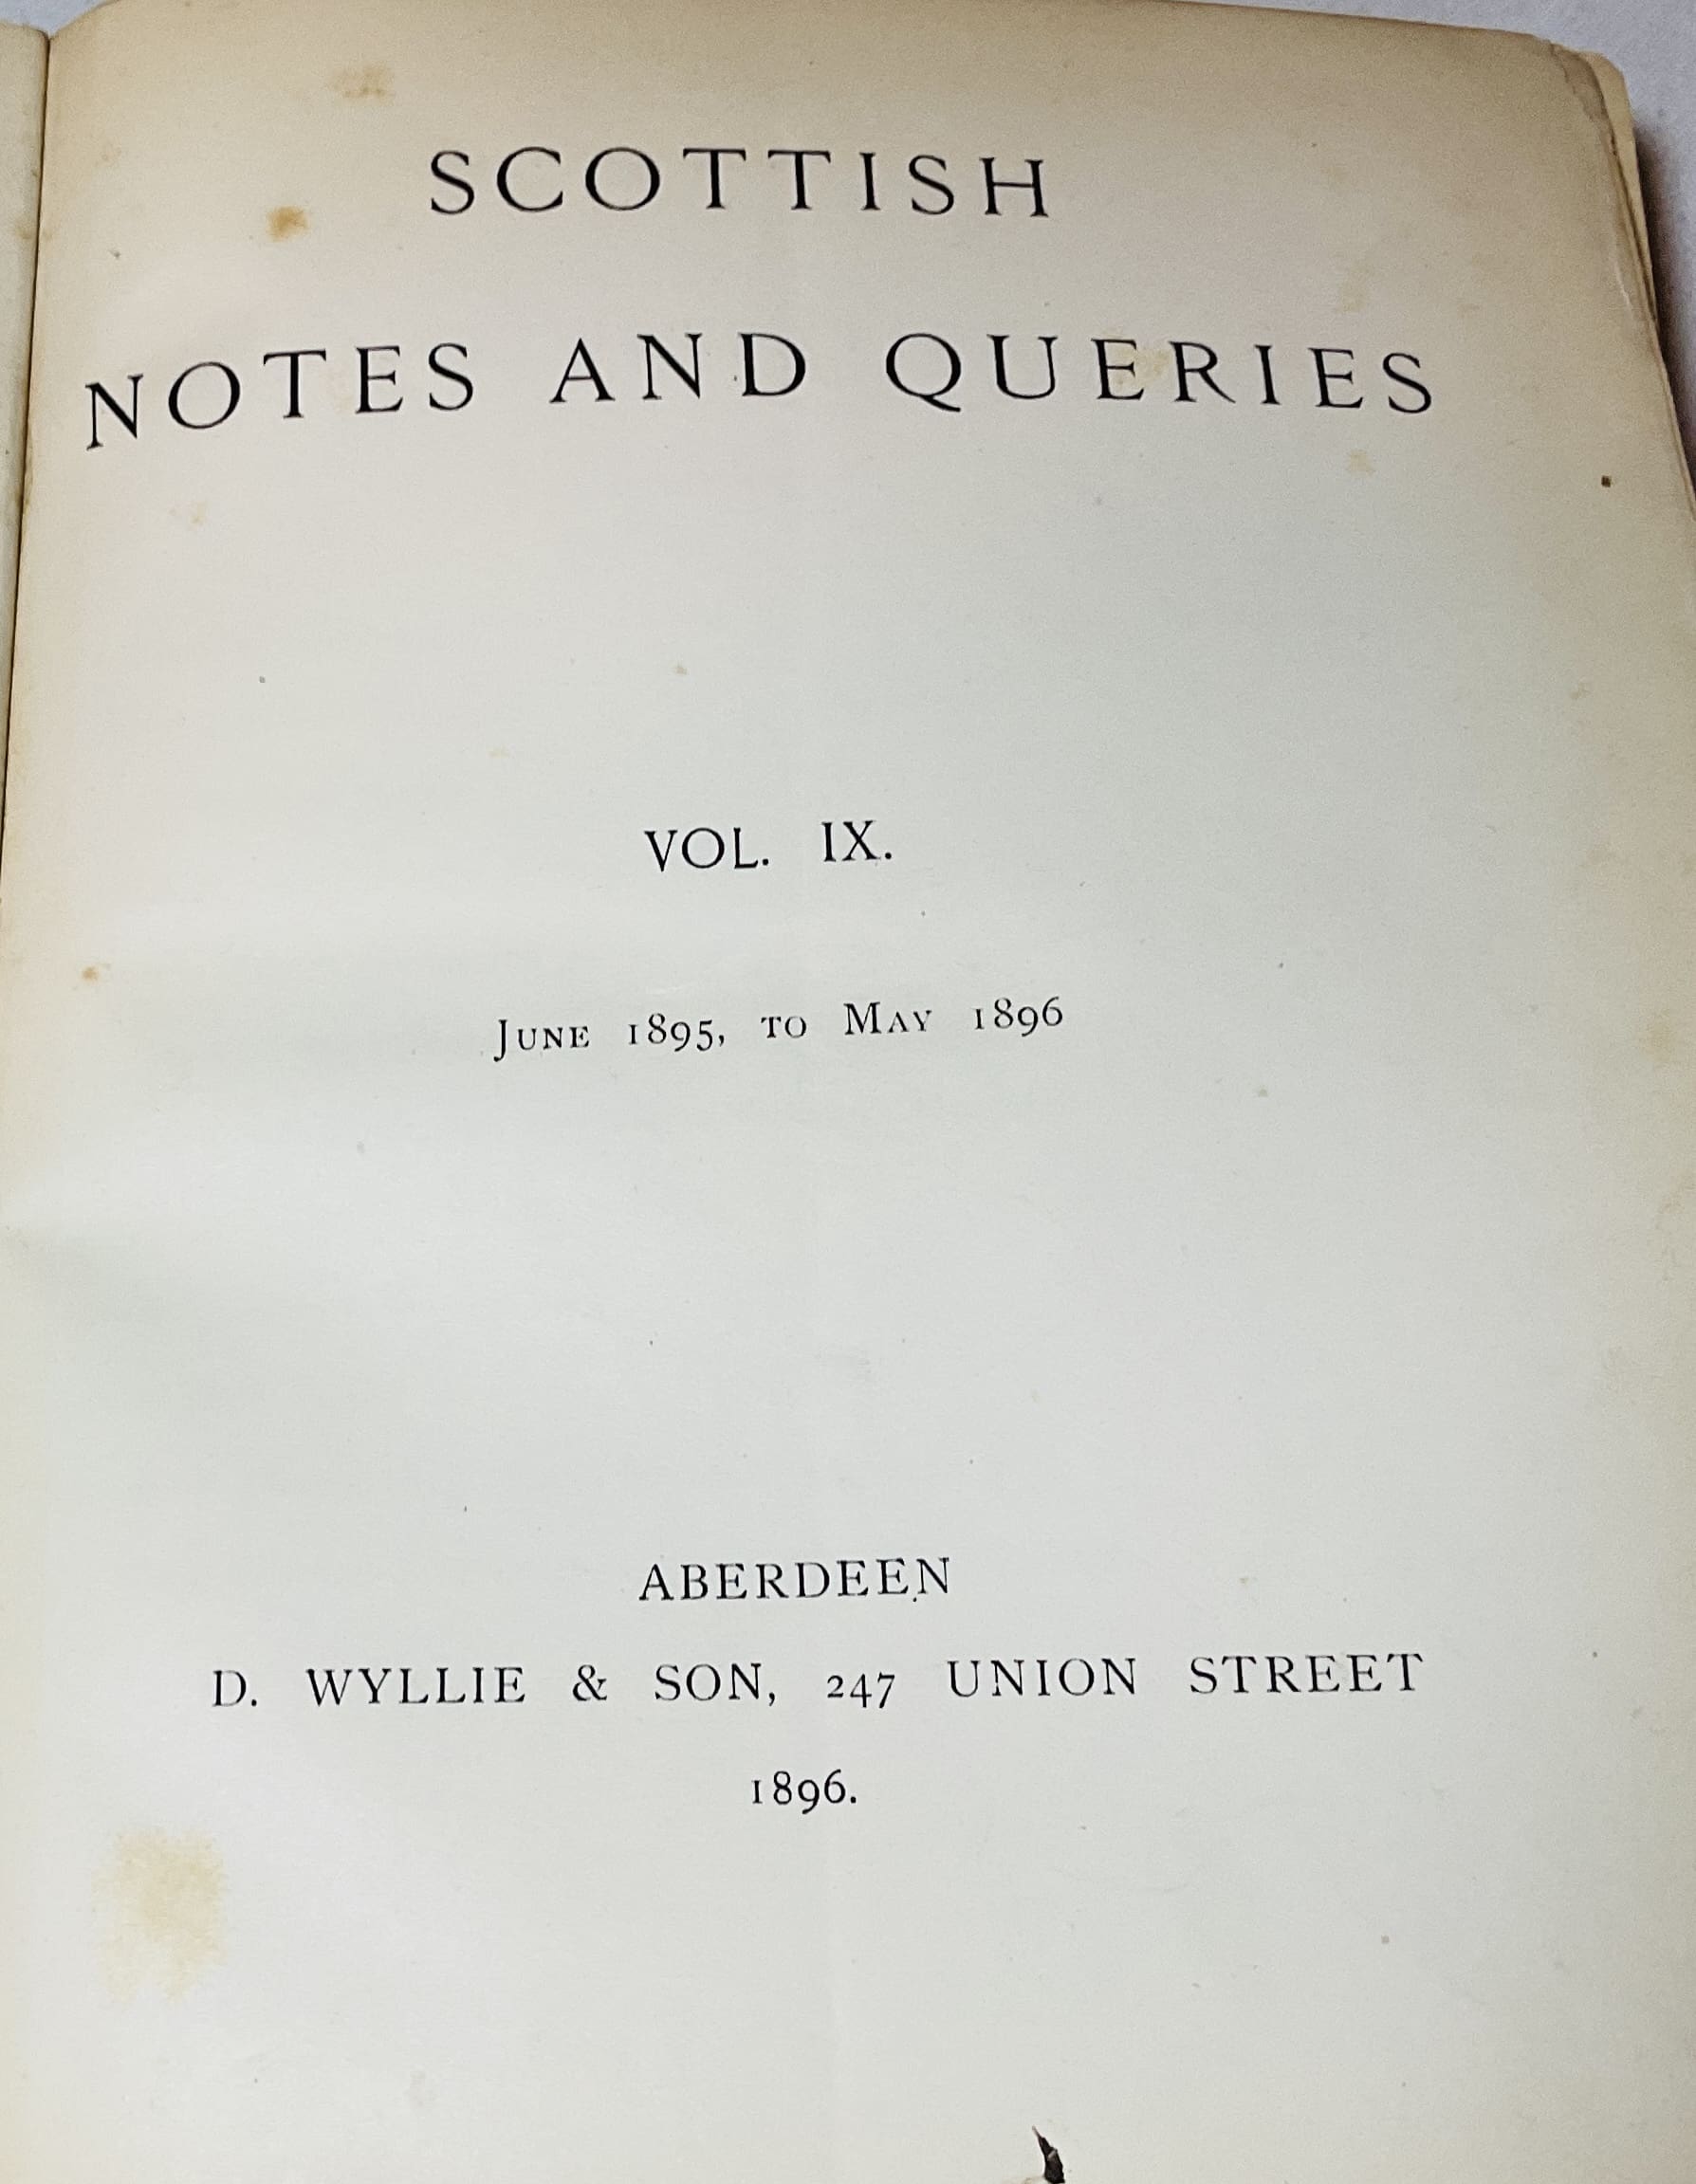 SCOTTISH
NOTES AND QUERIES
VOL. IX.
JUNE 1895, TO MAY 1896
ABERDEEN
D. WYLLIE & SON, 247 UNION STREET
1896.